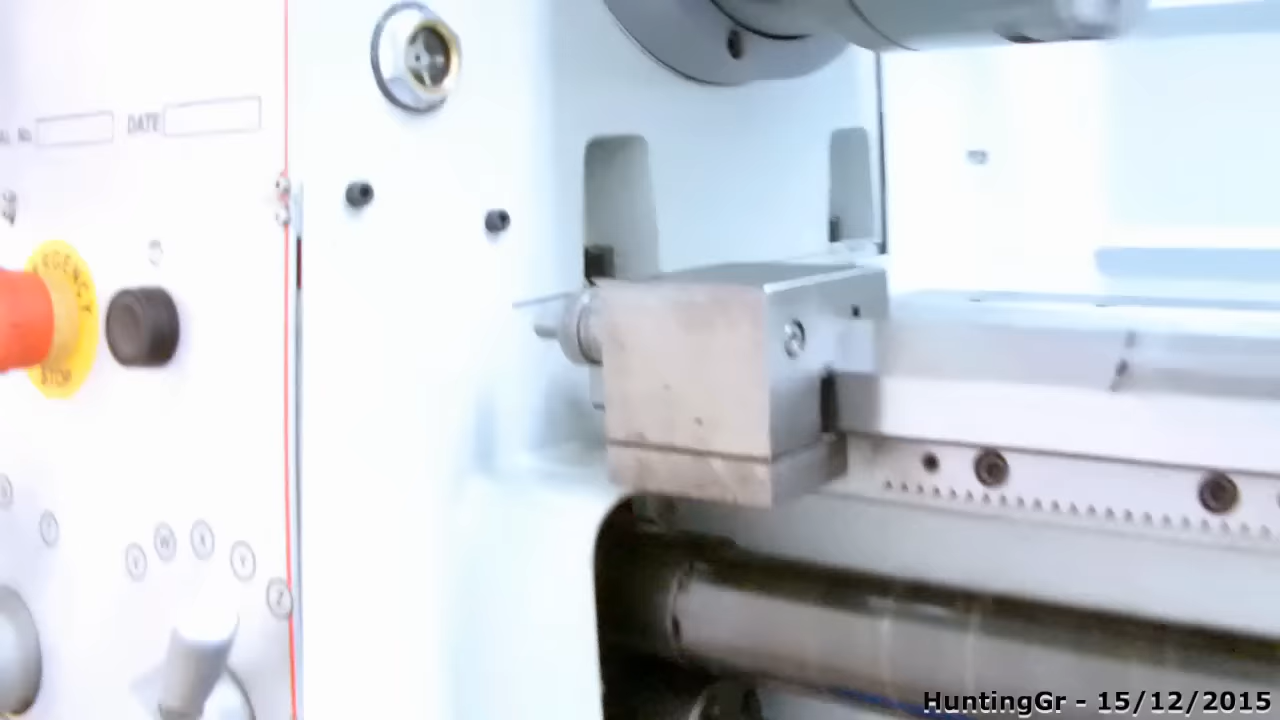 DATE
EMERGENCY
STOP
W X Y Z
HuntingGr - 15/12/2015